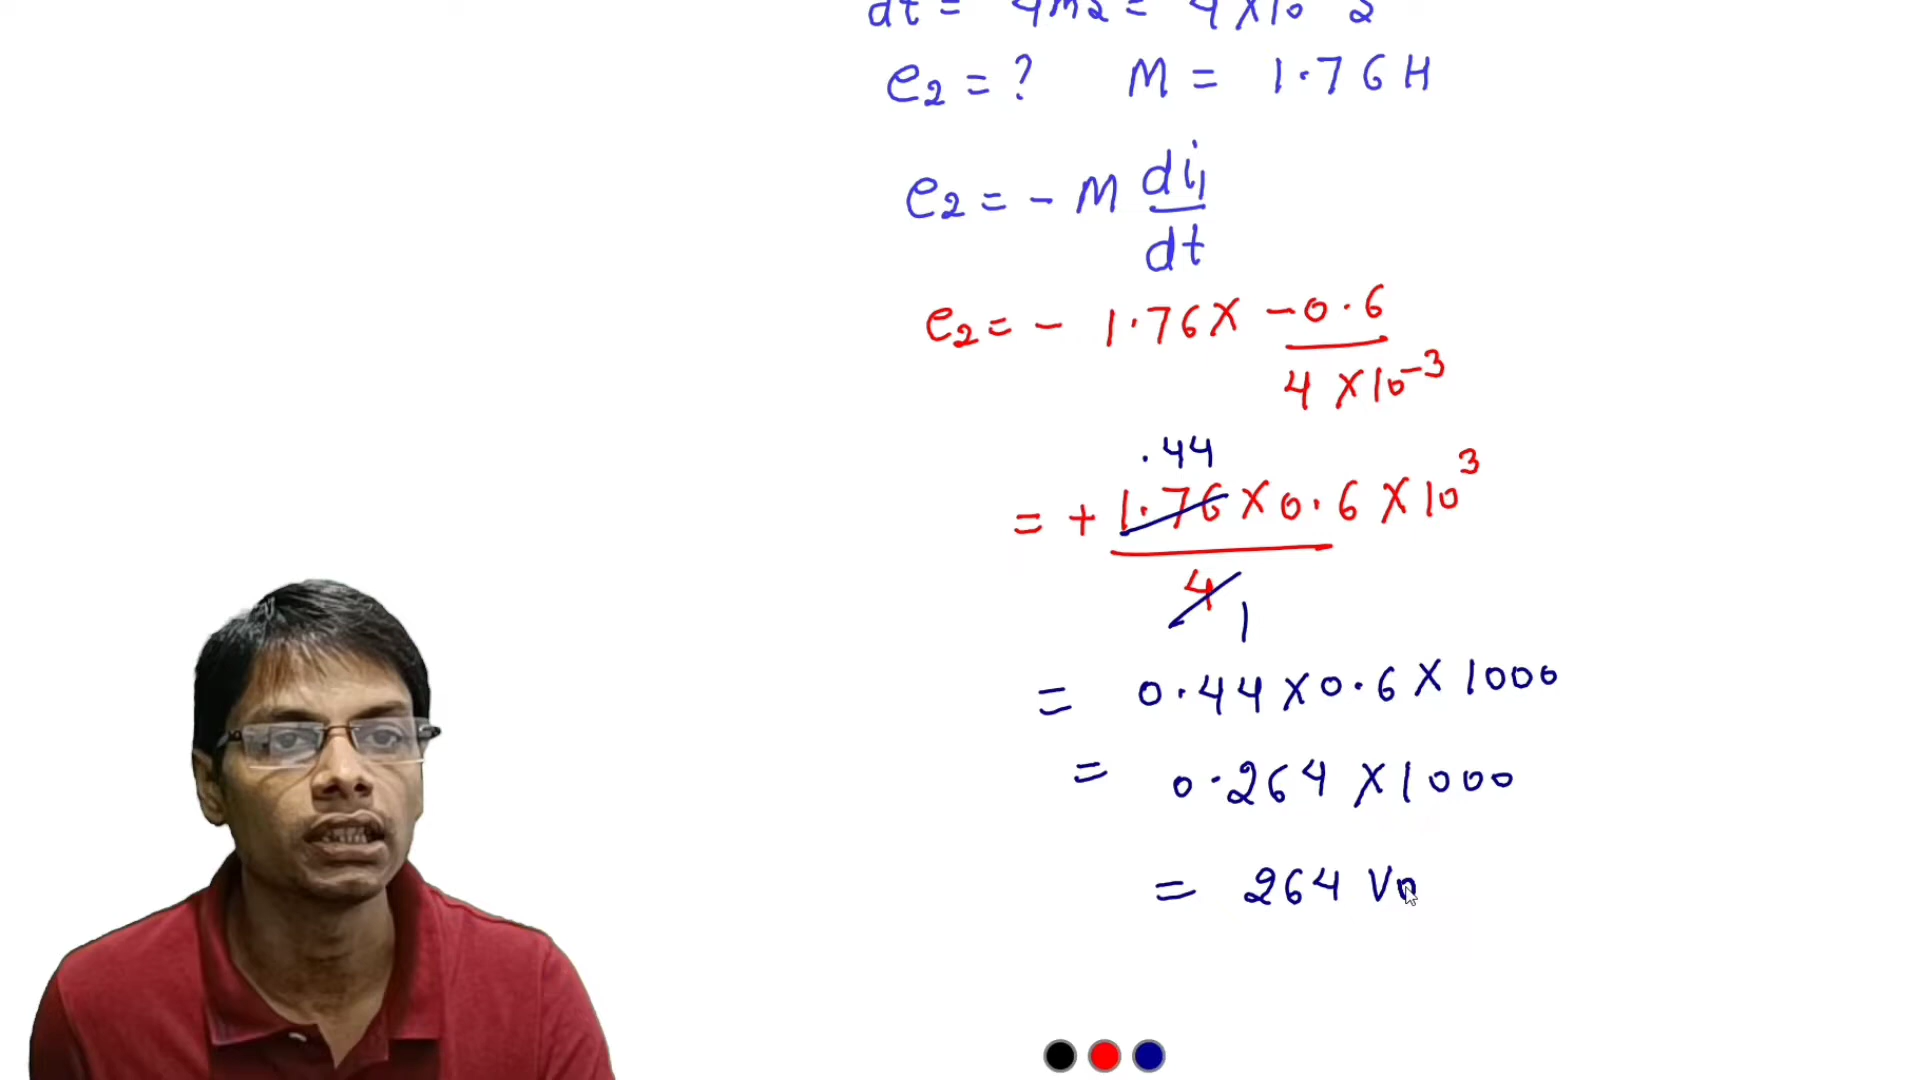 e₂ = ? M = 1.76 H
e₂ = - M di₁/dt
e₂ = - 1.76 × -0.6/4 × 10⁻³
.44
= + 1.76 × 0.6 × 10³
4 1
= 0.44 × 0.6 × 1000
= 0.264 × 1000
= 264 Vo